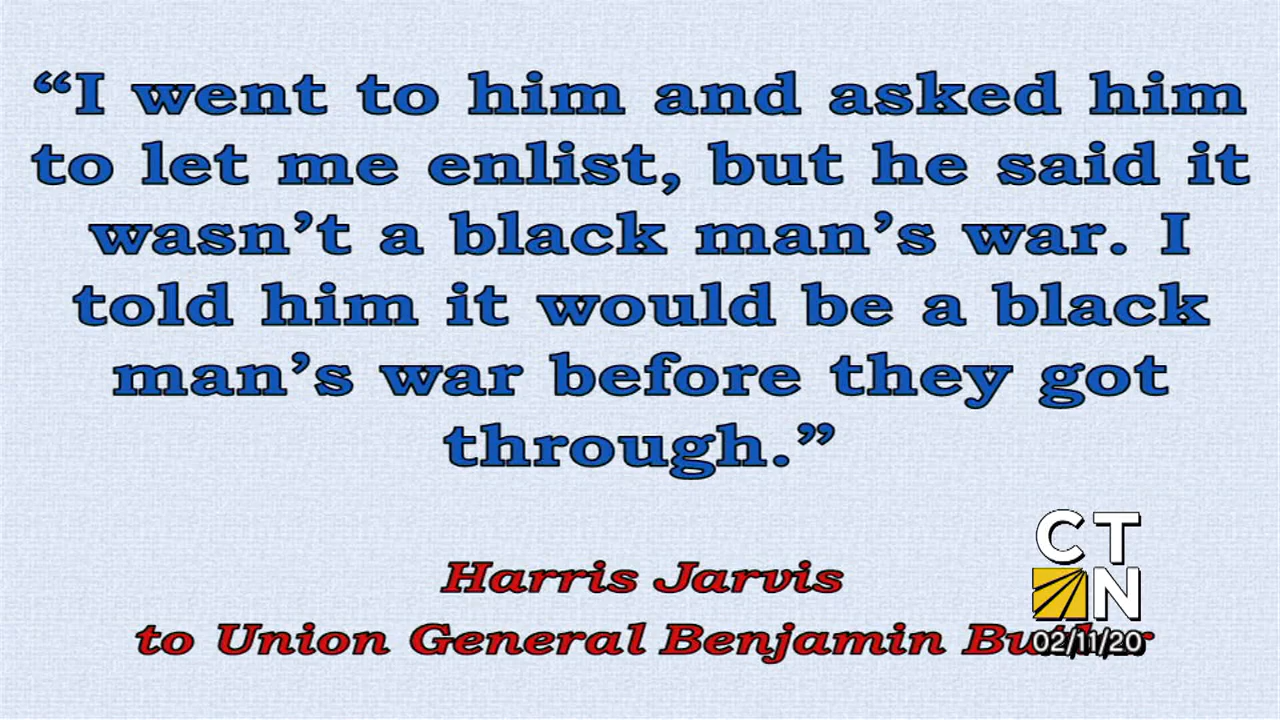 “I went to him and asked him
to let me enlist, but he said it
wasn’t a black man’s war. I
told him it would be a black
man’s war before they got
through.”
Harris Jarvis
to Union General Benjamin
CT
N
02/11/20